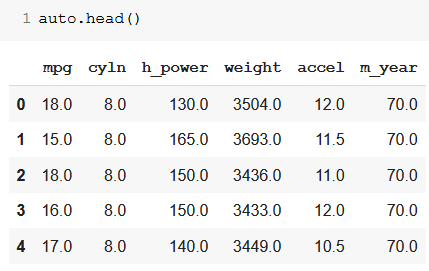 1 auto.head()
mpg cyln h_power weight accel m_year
0 18.0 8.0 130.0 3504.0 12.0 70.0
1 15.0 8.0 165.0 3693.0 11.5 70.0
2 18.0 8.0 150.0 3436.0 11.0 70.0
3 16.0 8.0 150.0 3433.0 12.0 70.0
4 17.0 8.0 140.0 3449.0 10.5 70.0